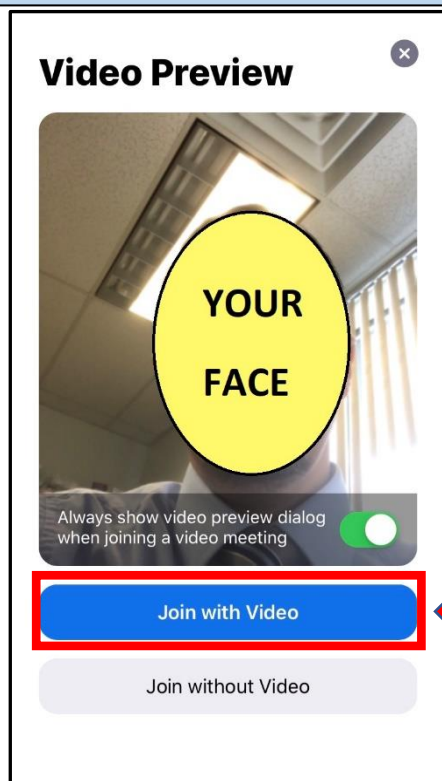 Video Preview
YOUR
FACE
Always show video preview dialog
when joining a video meeting
Join with Video
Join without Video